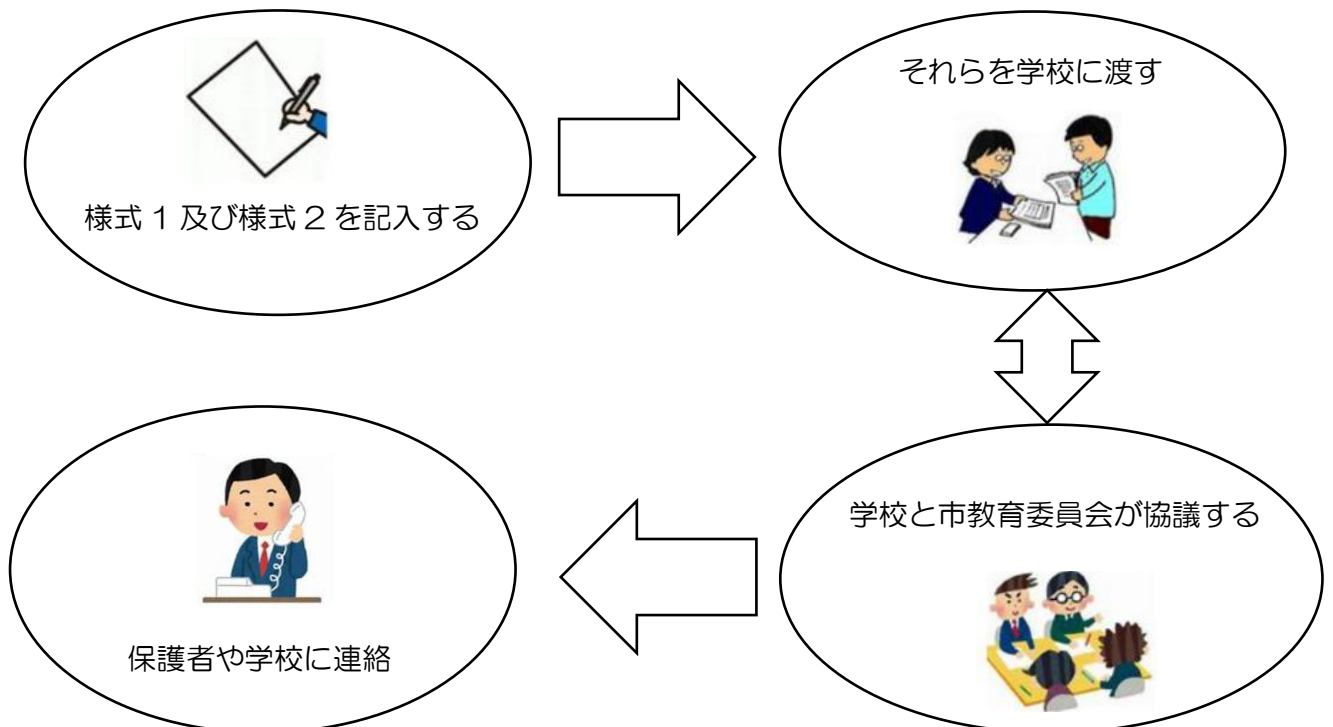 様式 1 及び様式 2 を記入する
それらを学校に渡す
学校と市教育委員会が協議する
保護者や学校に連絡